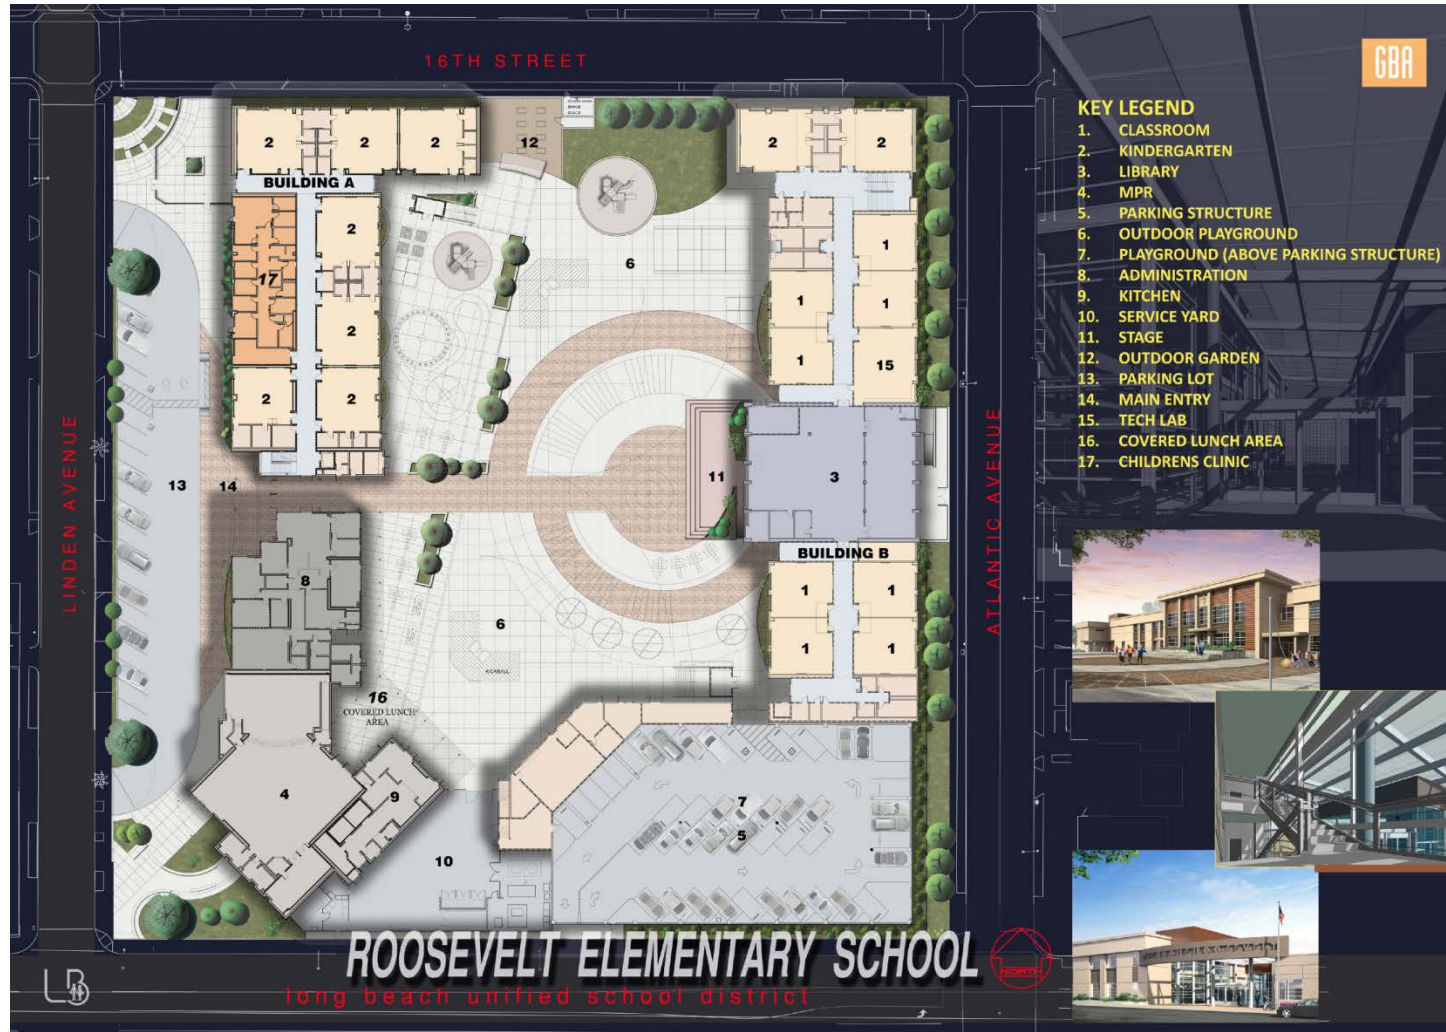 16TH STREET
GBA
KEY LEGEND
1. CLASSROOM
2. KINDERGARTEN
3. LIBRARY
4. MPR
5. PARKING STRUCTURE
6. OUTDOOR PLAYGROUND
7. PLAYGROUND (ABOVE PARKING STRUCTURE)
8. ADMINISTRATION
9. KITCHEN
10. SERVICE YARD
11. STAGE
12. OUTDOOR GARDEN
13. PARKING LOT
14. MAIN ENTRY
15. TECH LAB
16. COVERED LUNCH AREA
17. CHILDRENS CLINIC
2 2 2 12 2 2
BUILDING A
2
1
17
6
1 1
2
1 15
2 2
LINDEN AVENUE
ATLANTIC AVENUE
13 14 11 3
BUILDING B
8
1 1
6
1 1
KICKBALL
16
COVERED LUNCH
AREA
4
9
7
5
10
ROOSEVELT ELEMENTARY SCHOOL
NORTH
long beach unified school district
LB